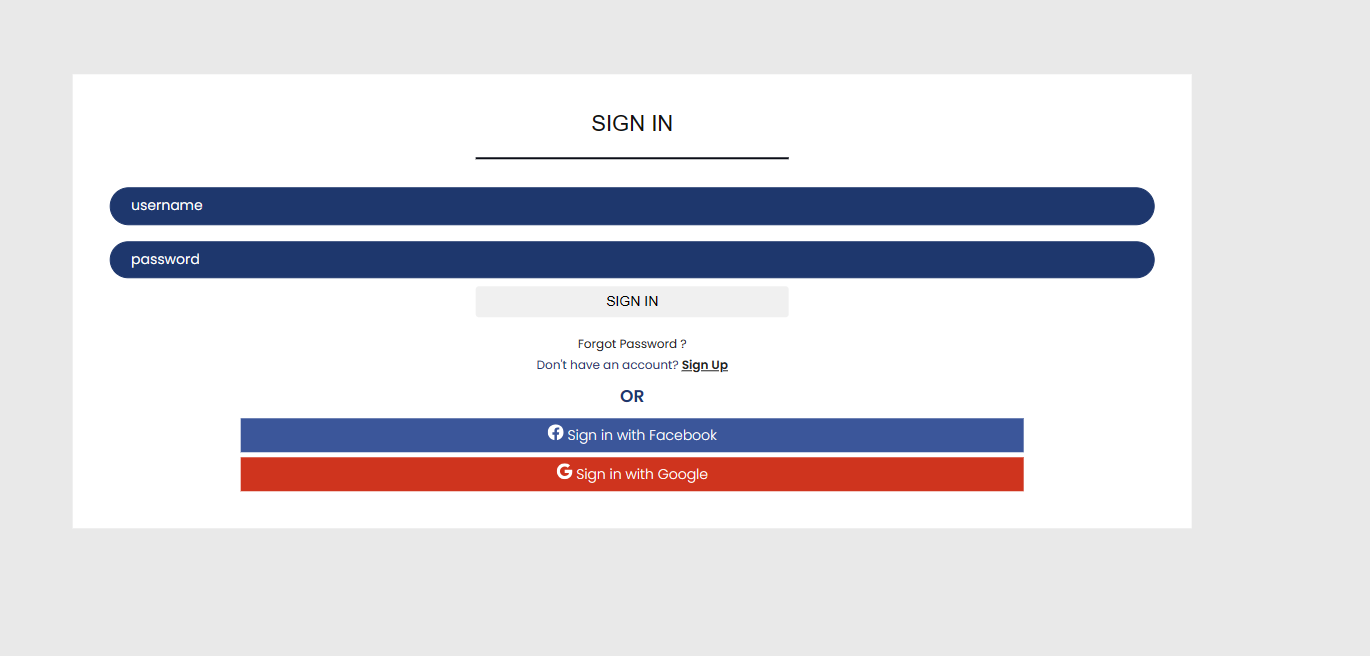 SIGN IN
username
password
SIGN IN
Forgot Password ?
Don't have an account? Sign Up
OR
Sign in with Facebook
Sign in with Google